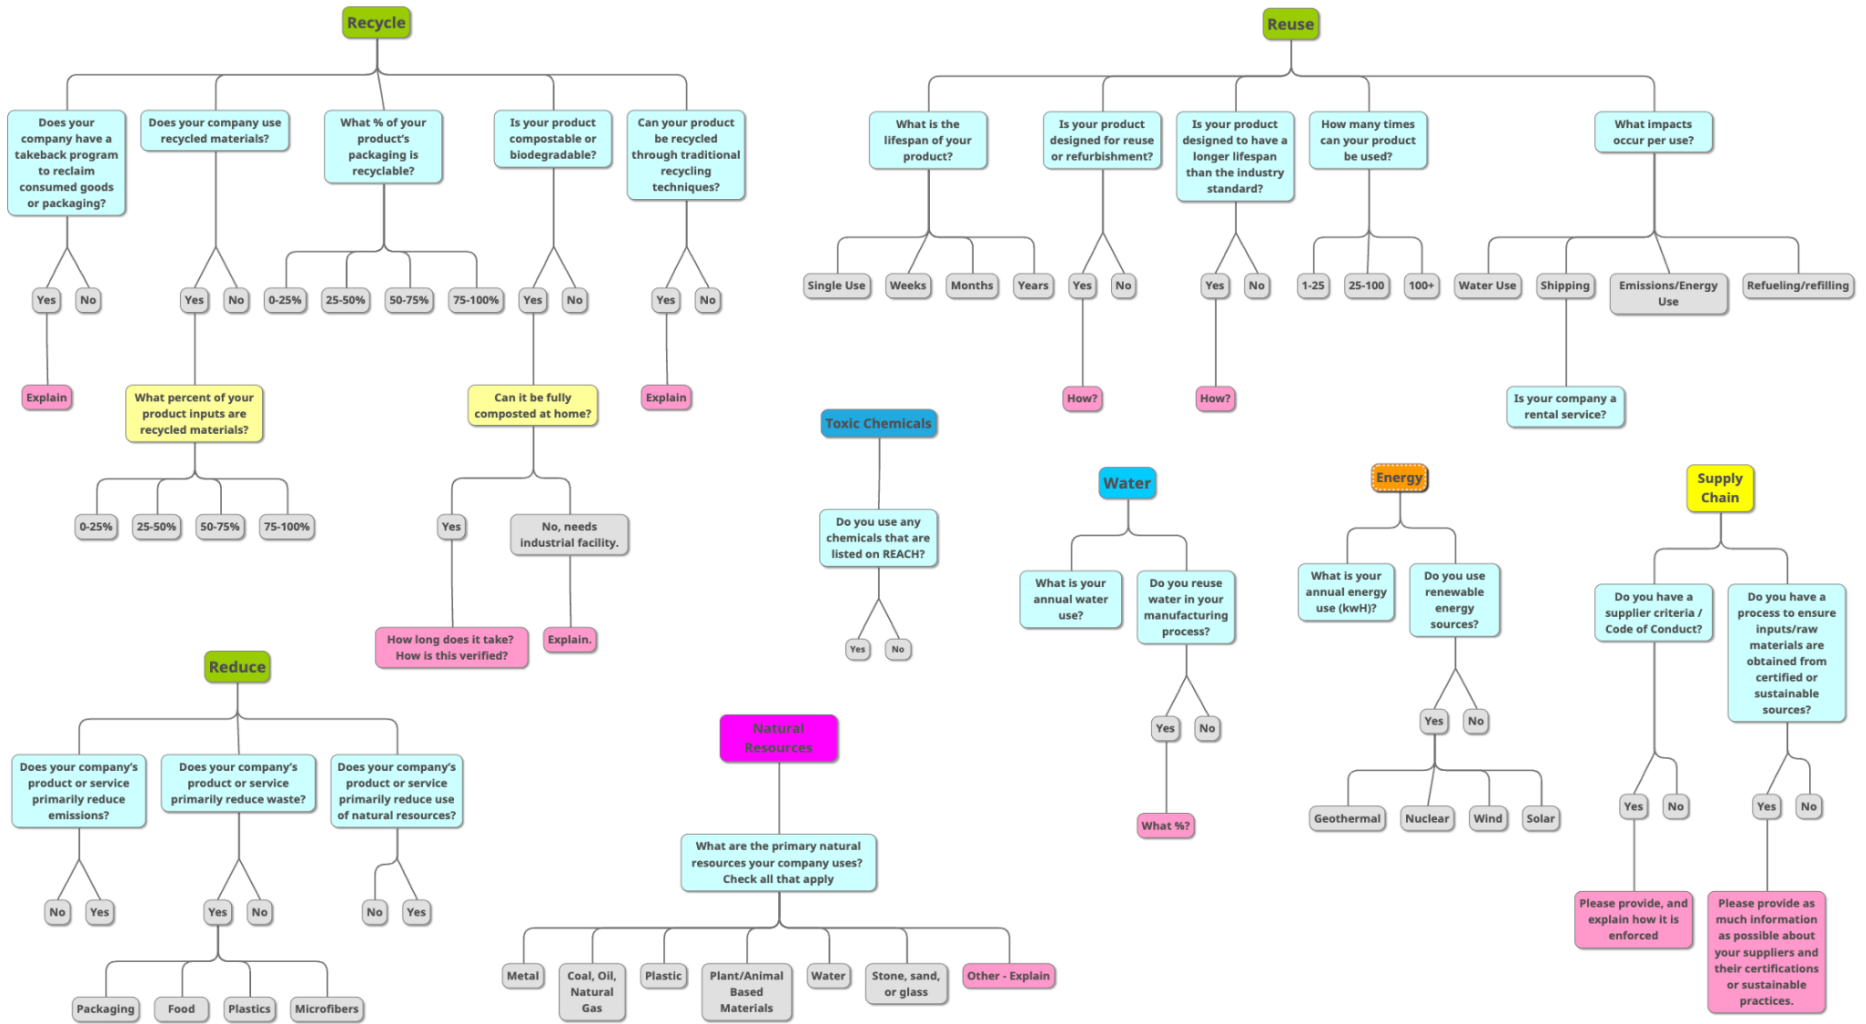 Recycle
Does your
company have a
takeback program
to reclaim
consumed goods
or packaging?
Yes
No
Explain
Does your company use
recycled materials?
Yes
No
What percent of your
product inputs are
recycled materials?
0-25%
25-50%
50-75%
75-100%
What % of your
product's
packaging is
recyclable?
0-25%
25-50%
50-75%
75-100%
Is your product
compostable or
biodegradable?
Yes
No
Can it be fully
composted at home?
Yes
No, needs
industrial facility.
How long does it take?
How is this verified?
Explain.
Can your product
be recycled
through traditional
recycling
techniques?
Yes
No
Explain
Reuse
What is the
lifespan of your
product?
Single Use
Weeks
Months
Years
Is your product
designed for reuse
or refurbishment?
Yes
No
How?
Is your product
designed to have a
longer lifespan
than the industry
standard?
Yes
No
How?
How many times
can your product
be used?
1-25
25-100
100+
What impacts
occur per use?
Water Use
Shipping
Emissions/Energy
Use
Refueling/refilling
Is your company a
rental service?
Toxic Chemicals
Do you use any
chemicals that are
listed on REACH?
Yes
No
Water
What is your
annual water
use?
Do you reuse
water in your
manufacturing
process?
Yes
No
What %?
Energy
What is your
annual energy
use (kwH)?
Do you use
renewable
energy
sources?
Yes
No
Geothermal
Nuclear
Wind
Solar
Supply
Chain
Do you have a
supplier criteria /
Code of Conduct?
Yes
No
Please provide, and
explain how it is
enforced
Do you have a
process to ensure
inputs/raw
materials are
obtained from
certified or
sustainable
sources?
Yes
No
Please provide as
much information
as possible about
your suppliers and
their certifications
or sustainable
practices.
Reduce
Does your company's
product or service
primarily reduce
emissions?
No
Yes
Does your company's
product or service
primarily reduce waste?
Yes
No
Packaging
Food
Plastics
Microfibers
Does your company's
product or service
primarily reduce use
of natural resources?
No
Yes
Natural
Resources
What are the primary natural
resources your company uses?
Check all that apply
Metal
Coal, Oil,
Natural
Gas
Plastic
Plant/Animal
Based
Materials
Water
Stone, sand,
or glass
Other - Explain